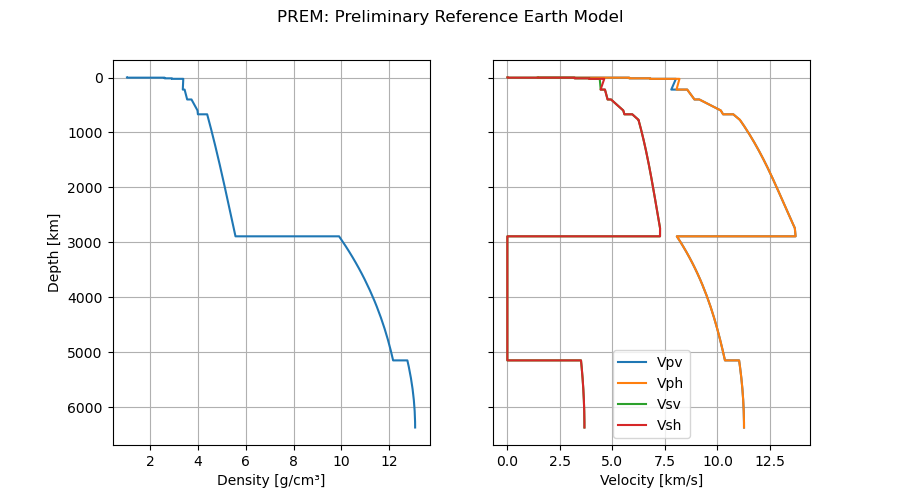 PREM: Preliminary Reference Earth Model
Depth [km]
0
1000
2000
3000
4000
5000
6000
2 4 6 8 10 12
Density [g/cm³]
Vpv
Vph
Vsv
Vsh
0.0 2.5 5.0 7.5 10.0 12.5
Velocity [km/s]